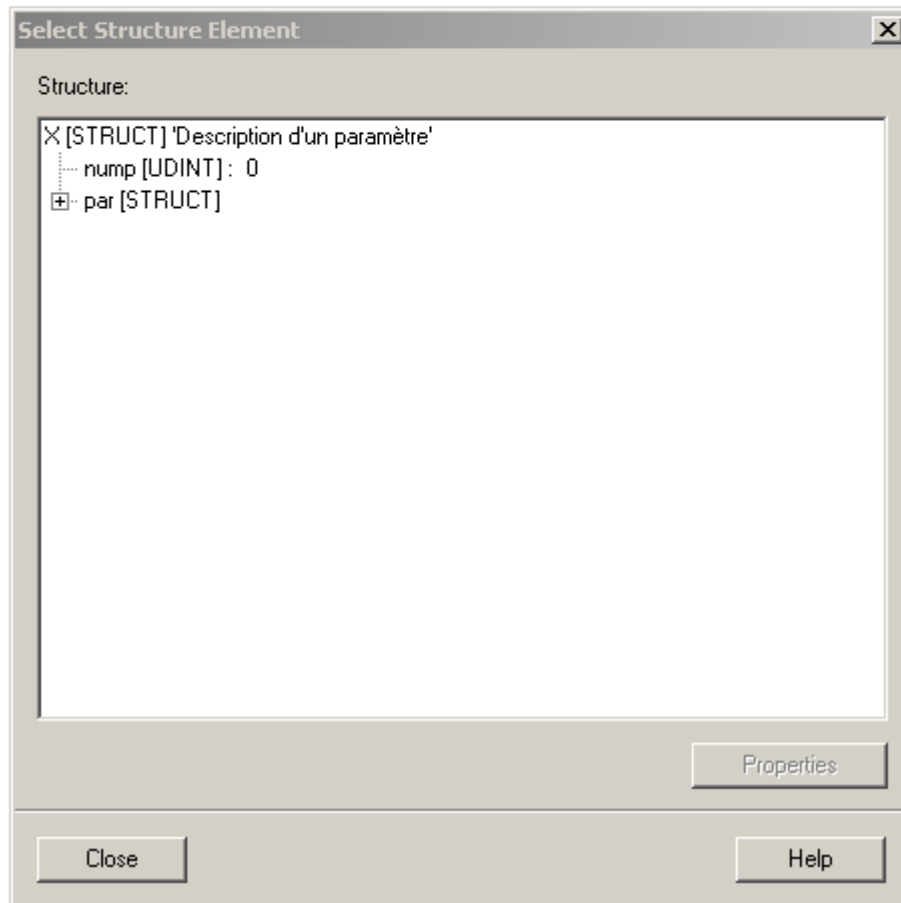 Select Structure Element
Structure:
X [STRUCT] 'Description d'un paramètre'
nump [UDINT] : 0
par [STRUCT]
Properties
Close
Help